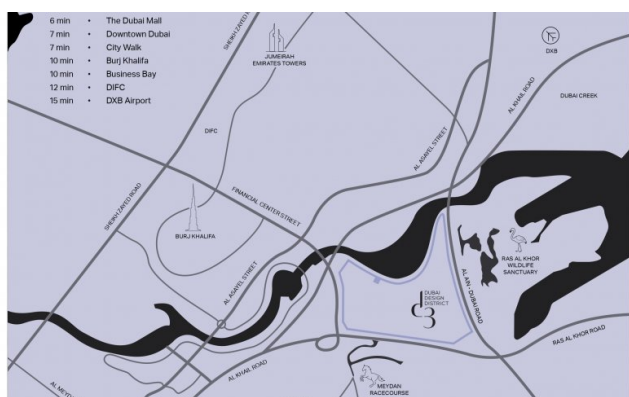 6 min • The Dubai Mall
7 min • Downtown Dubai
7 min • City Walk
10 min • Burj Khalifa
10 min • Business Bay
12 min • DIFC
15 min • DXB Airport
SHEIKH ZAYED ROAD
JUMEIRAH
EMIRATES TOWERS
DXB
AL KHAIL ROAD
DUBAI CREEK
DIFC
AL ASAYEL STREET
FINANCIAL CENTER STREET
SHEIKH ZAYED ROAD
BURJ KHALIFA
RAS AL KHOR
WILDLIFE
SANCTUARY
AL ASAYEL STREET
DUBAI
DESIGN
DISTRICT
d3
AL AIN - DUBAI ROAD
RAS AL KHOR ROAD
AL KHAIL ROAD
MEYDAN
RACECOURSE